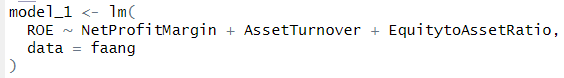 model_1 <- lm(
  ROE ~ NetProfitMargin + AssetTurnover + EquitytoAssetRatio,
  data = faang
)